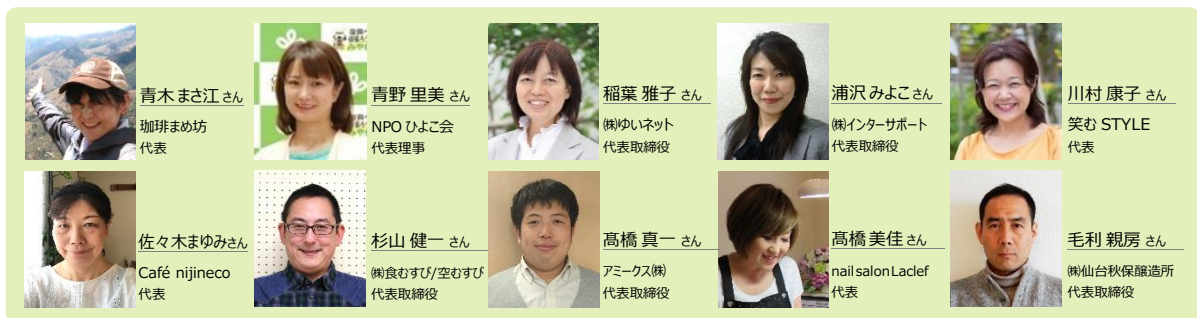 青木 まさ江 さん
珈琲まめ坊
代表
青野 里美 さん
NPO ひよこ会
代表理事
稲葉 雅子 さん
㈱ゆいネット
代表取締役
浦沢 みよこ さん
㈱インターサポート
代表取締役
川村 康子 さん
笑む STYLE
代表
佐々木まゆみ さん
Café nijineco
代表
杉山 健一 さん
㈱食むすび/空むすび
代表取締役
髙橋 真一 さん
アミークス㈱
代表取締役
髙橋 美佳 さん
nail salon Laclef
代表
毛利 親房 さん
㈱仙台秋保醸造所
代表取締役